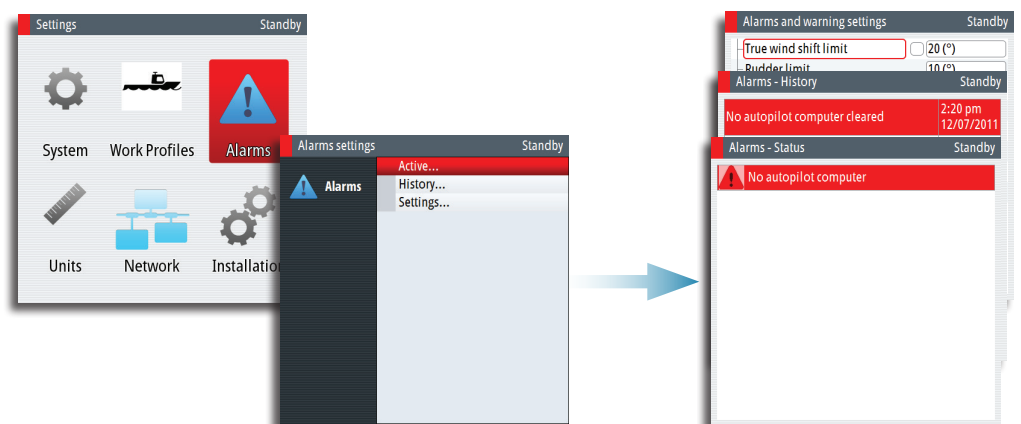 Settings Standby
System Work Profiles Alarms
Units Network Installation
Alarms settings Standby
Alarms
Active...
History...
Settings...
Alarms and warning settings Standby
True wind shift limit 20 (°)
Rudder limit 10 (°)
Alarms - History Standby
No autopilot computer cleared 2:20 pm
12/07/2011
Alarms - Status Standby
No autopilot computer